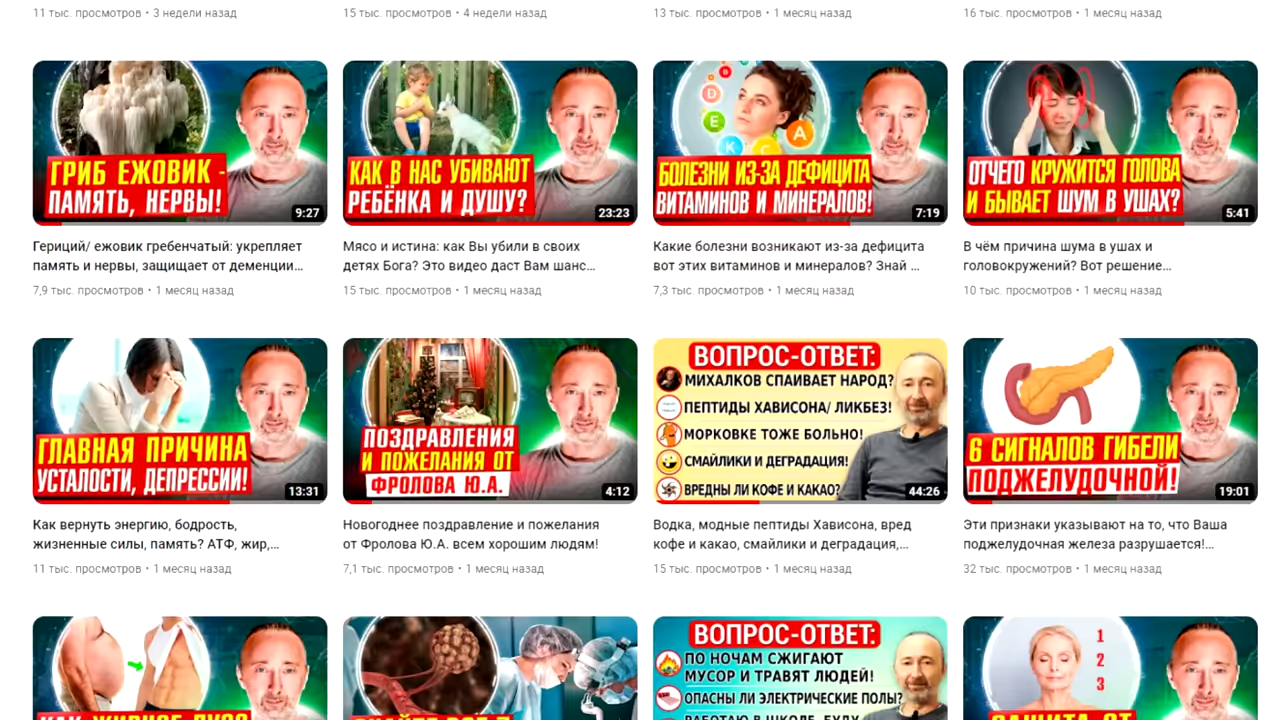 11 тыс. просмотров • 3 недели назад
15 тыс. просмотров • 4 недели назад
13 тыс. просмотров • 1 месяц назад
16 тыс. просмотров • 1 месяц назад
ГРИБ ЕЖОВИК -
ПАМЯТЬ, НЕРВЫ!
9:27
Гериций/ ежовик гребенчатый: укрепляет
память и нервы, защищает от деменции...
7,9 тыс. просмотров • 1 месяц назад
КАК В НАС УБИВАЮТ
РЕБЁНКА И ДУШУ?
23:23
Мясо и истина: как Вы убили в своих
детях Бога? Это видео даст Вам шанс...
15 тыс. просмотров • 1 месяц назад
B
D
E
K
C
A
БОЛЕЗНИ ИЗ-ЗА ДЕФИЦИТА
ВИТАМИНОВ И МИНЕРАЛОВ!
7:19
Какие болезни возникают из-за дефицита
вот этих витаминов и минералов? Знай ...
7,3 тыс. просмотров • 1 месяц назад
ОТЧЕГО КРУЖИТСЯ ГОЛОВА
И БЫВАЕТ ШУМ В УШАХ?
5:41
В чём причина шума в ушах и
головокружений? Вот решение...
10 тыс. просмотров • 1 месяц назад
ГЛАВНАЯ ПРИЧИНА
УСТАЛОСТИ, ДЕПРЕССИИ!
13:31
Как вернуть энергию, бодрость,
жизненные силы, память? АТФ, жир,...
11 тыс. просмотров • 1 месяц назад
ПОЗДРАВЛЕНИЯ
И ПОЖЕЛАНИЯ ОТ
ФРОЛОВА Ю.А.
4:12
Новогоднее поздравление и пожелания
от Фролова Ю.А. всем хорошим людям!
7,1 тыс. просмотров • 1 месяц назад
ВОПРОС-ОТВЕТ:
МИХАЛКОВ СПАИВАЕТ НАРОД?
ПЕПТИДЫ ХАВИСОНА/ ЛИКБЕЗ!
МОРКОВКЕ ТОЖЕ БОЛЬНО!
СМАЙЛИКИ И ДЕГРАДАЦИЯ!
ВРЕДНЫ ЛИ КОФЕ И КАКАО?
44:26
Водка, модные пептиды Хависона, вред
кофе и какао, смайлики и деградация,...
15 тыс. просмотров • 1 месяц назад
6 СИГНАЛОВ ГИБЕЛИ
ПОДЖЕЛУДОЧНОЙ!
19:01
Эти признаки указывают на то, что Ваша
поджелудочная железа разрушается!...
32 тыс. просмотров • 1 месяц назад
ВОПРОС-ОТВЕТ:
ПО НОЧАМ СЖИГАЮТ
МУСОР И ТРАВЯТ ЛЮДЕЙ!
ОПАСНЫ ЛИ ЭЛЕКТРИЧЕСКИЕ ПОЛЫ?
РАБОТАЮ В ШКОЛЕ, БУДУ
1
2
3
ЗАЩИТА ОТ